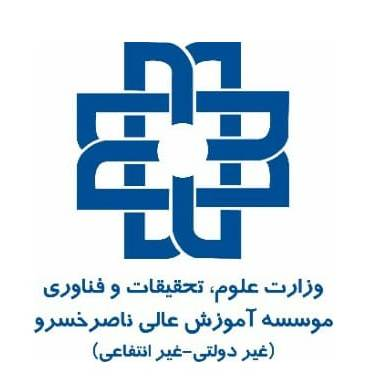 وزارت علوم، تحقیقات و فناوری
موسسه آموزش عالی ناصرخسرو
(غیر دولتی-غیر انتفاعی)